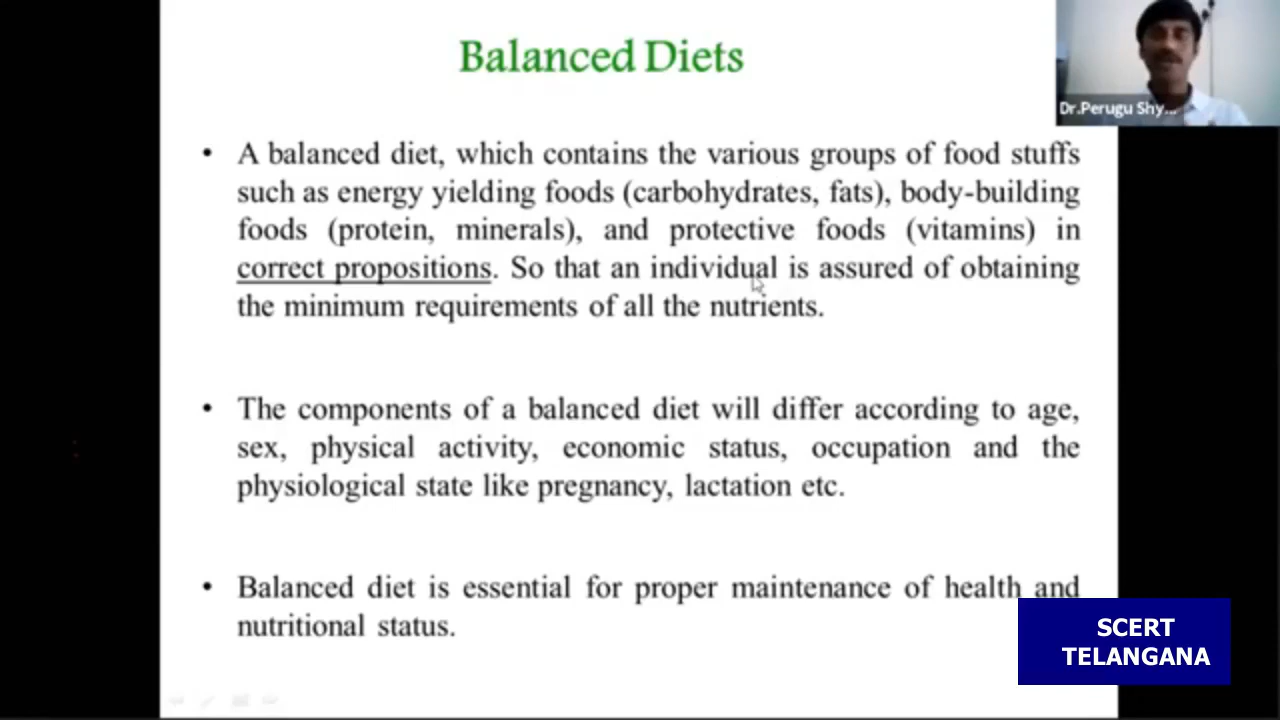 Balanced Diets
Dr.Perugu Shy...
• A balanced diet, which contains the various groups of food stuffs
such as energy yielding foods (carbohydrates, fats), body-building
foods (protein, minerals), and protective foods (vitamins) in
correct propositions. So that an individual is assured of obtaining
the minimum requirements of all the nutrients.
• The components of a balanced diet will differ according to age,
sex, physical activity, economic status, occupation and the
physiological state like pregnancy, lactation etc.
• Balanced diet is essential for proper maintenance of health and
nutritional status.
SCERT
TELANGANA